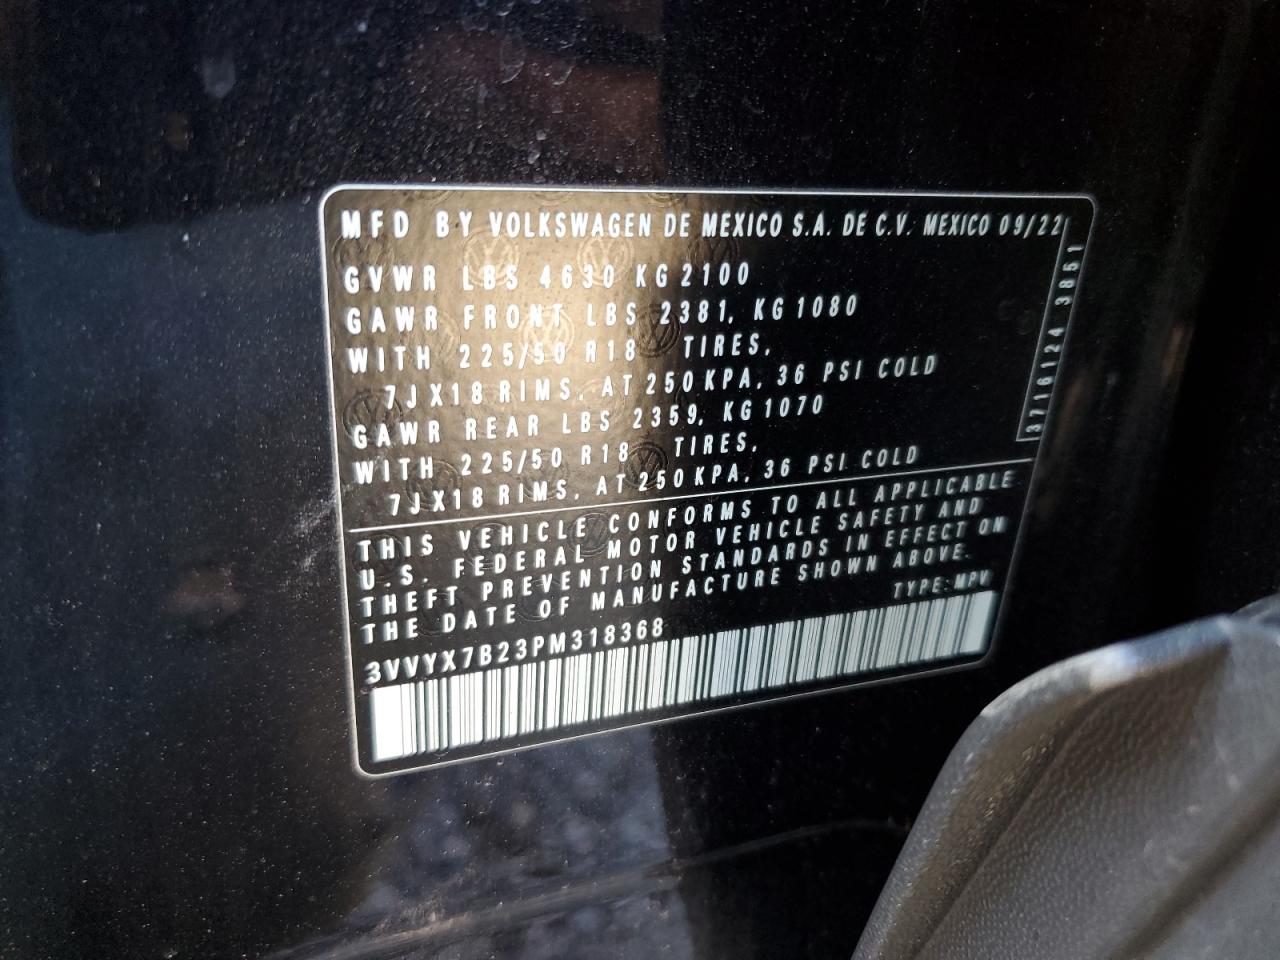 MFD BY VOLKSWAGEN DE MEXICO S.A. DE C.V. MEXICO 09/22
GVWR LBS 4630 KG 2100
GAWR FRONT LBS 2381, KG 1080
WITH 225/50 R18 TIRES,
7JX18 RIMS, AT 250 KPA, 36 PSI COLD
GAWR REAR LBS 2359, KG 1070
WITH 225/50 R18 TIRES,
7JX18 RIMS, AT 250 KPA, 36 PSI COLD
3716124 3851
THIS VEHICLE CONFORMS TO ALL APPLICABLE
U.S. FEDERAL MOTOR VEHICLE SAFETY AND
THEFT PREVENTION STANDARDS IN EFFECT ON
THE DATE OF MANUFACTURE SHOWN ABOVE.
TYPE: MPV
3VVYX7B23PM318368